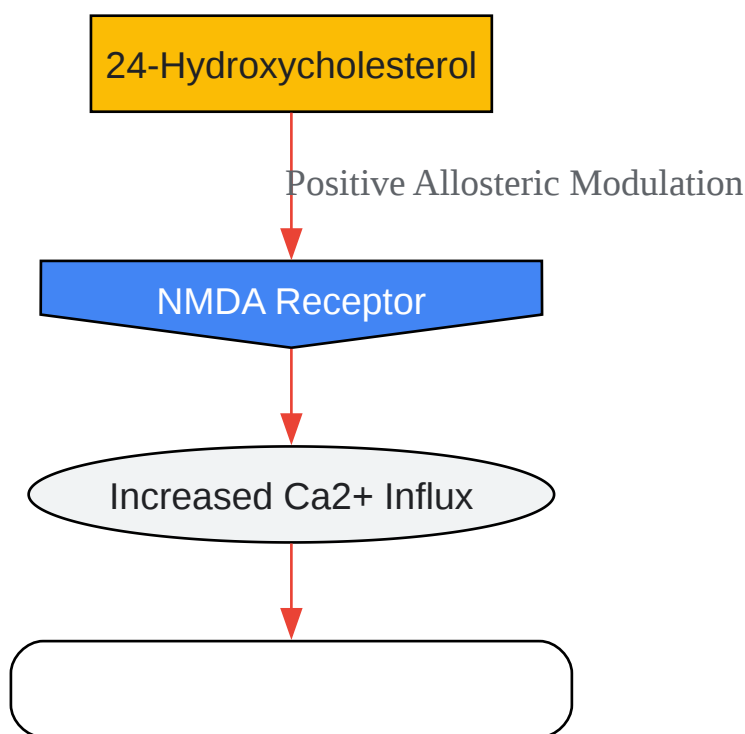 24-Hydroxycholesterol
Positive Allosteric Modulation
NMDA Receptor
Increased Ca2+ Influx